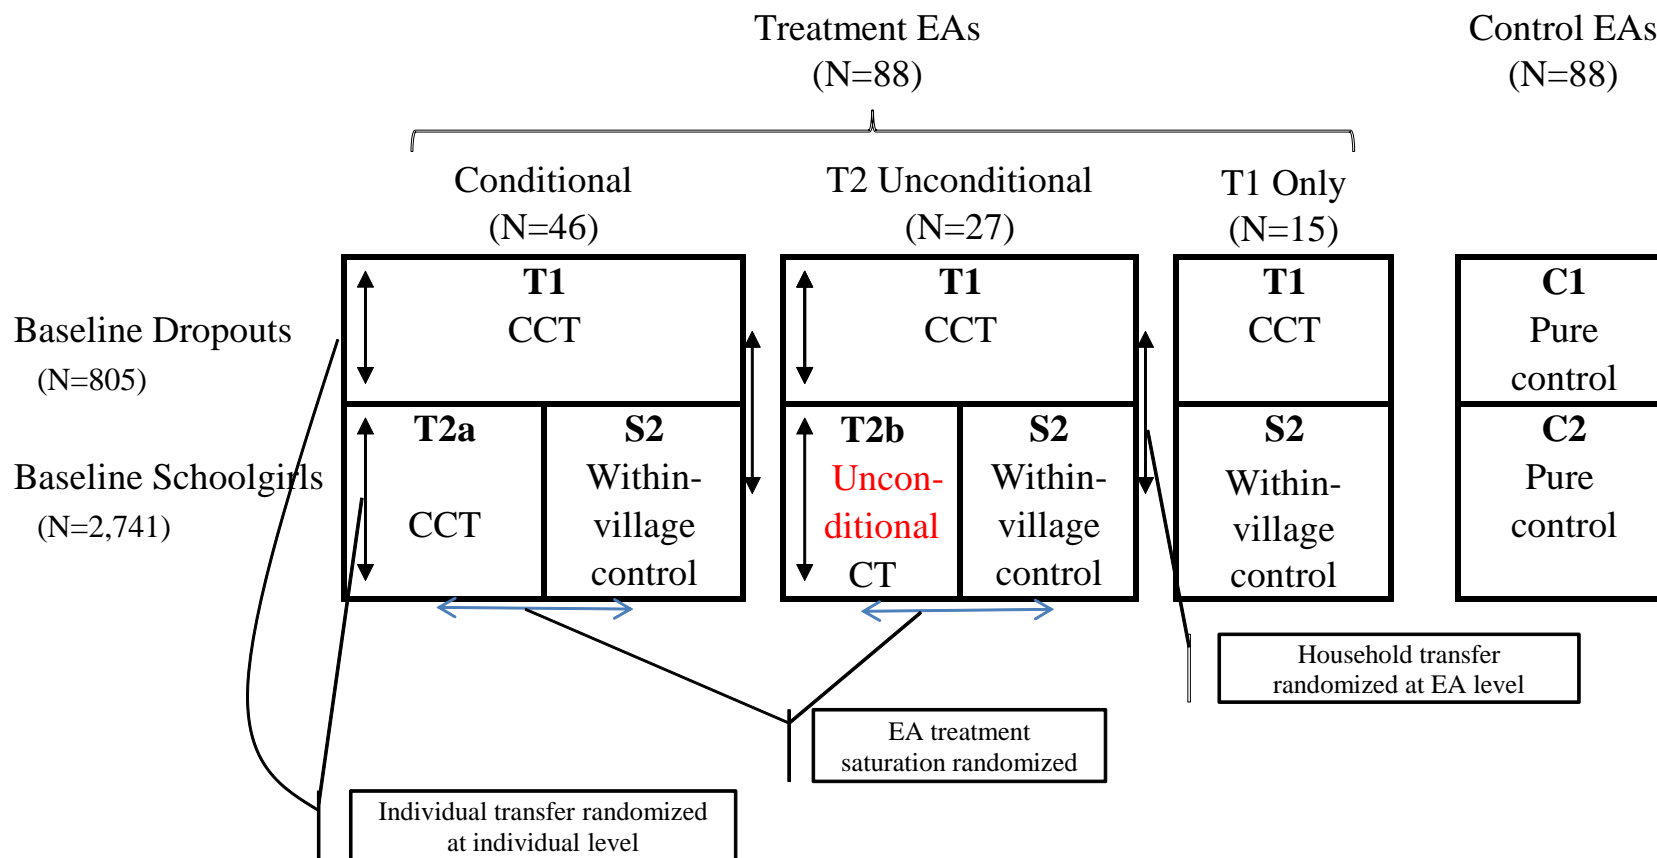 Treatment EAs
(N=88)
Control EAs
(N=88)
Conditional
(N=46)
T2 Unconditional
(N=27)
T1 Only
(N=15)
Baseline Dropouts
(N=805)
T1
CCT
T1
CCT
T1
CCT
C1
Pure
control
Baseline Schoolgirls
(N=2,741)
T2a
CCT
S2
Within-
village
control
T2b
Uncon-
ditional
CT
S2
Within-
village
control
S2
Within-
village
control
C2
Pure
control
Household transfer
randomized at EA level
EA treatment
saturation randomized
Individual transfer randomized
at individual level